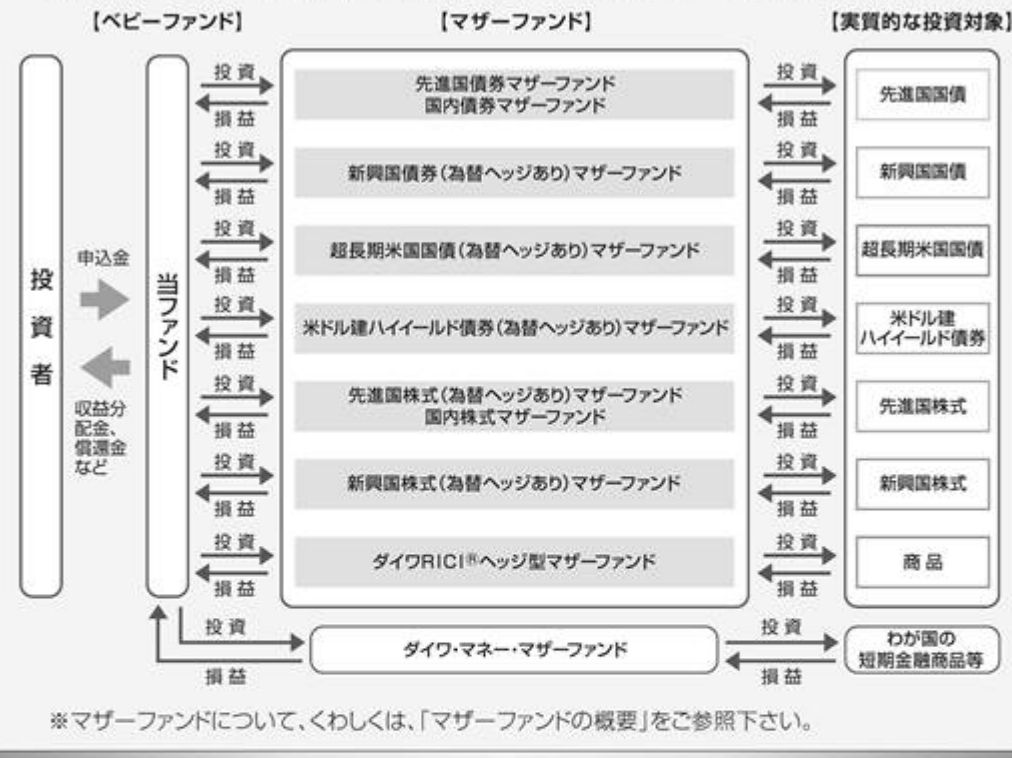 【ベビーファンド】
【マザーファンド】
【実質的な投資対象】
投資者
申込金
収益分
配金、
償還金
など
当ファンド
投資
損益
先進国債券マザーファンド
国内債券マザーファンド
投資
損益
先進国国債
投資
損益
新興国債券(為替ヘッジあり)マザーファンド
投資
損益
新興国国債
投資
損益
超長期米国国債(為替ヘッジあり)マザーファンド
投資
損益
超長期米国国債
投資
損益
米ドル建ハイイールド債券(為替ヘッジあり)マザーファンド
投資
損益
米ドル建
ハイイールド債券
投資
損益
先進国株式(為替ヘッジあり)マザーファンド
国内株式マザーファンド
投資
損益
先進国株式
投資
損益
新興国株式(為替ヘッジあり)マザーファンド
投資
損益
新興国株式
投資
損益
ダイワRICI®ヘッジ型マザーファンド
投資
損益
商品
投資
損益
ダイワ・マネー・マザーファンド
投資
損益
わが国の
短期金融商品等
※マザーファンドについて、くわしくは、「マザーファンドの概要」をご参照下さい。